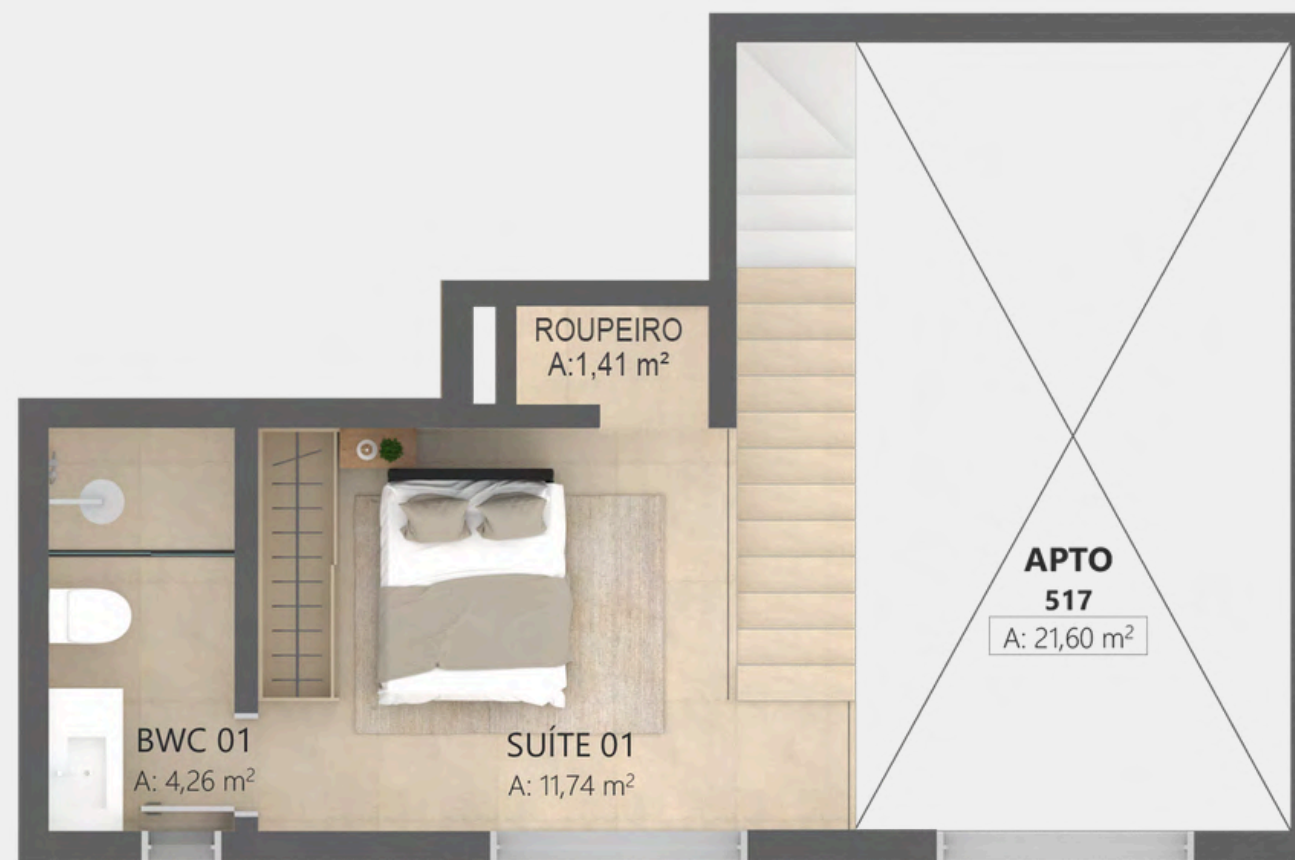 ROUPEIRO
A:1,41 m²
APTO
517
A: 21,60 m²
BWC 01
A: 4,26 m²
SUÍTE 01
A: 11,74 m²